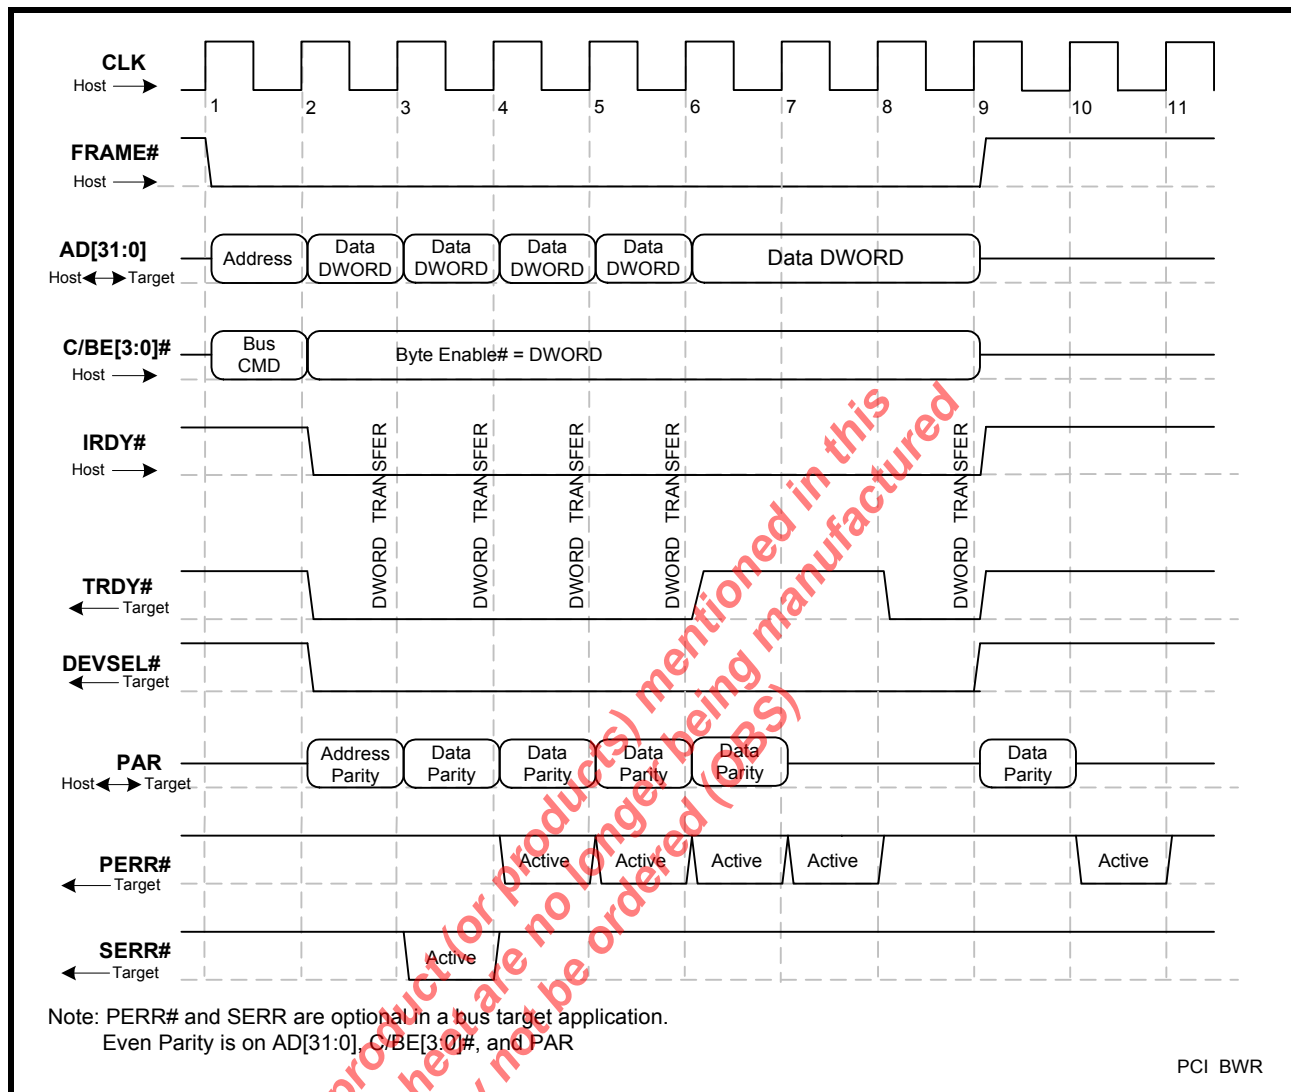 CLK
Host
1 2 3 4 5 6 7 8 9 10 11
FRAME#
Host
AD[31:0]
Host Target
Address
Data DWORD
Data DWORD
Data DWORD
Data DWORD
Data DWORD
C/BE[3:0]#
Host
Bus CMD
Byte Enable# = DWORD
IRDY#
Host
DWORD TRANSFER
DWORD TRANSFER
DWORD TRANSFER
DWORD TRANSFER
DWORD TRANSFER
TRDY#
Target
DEVSEL#
Target
PAR
Host Target
Address Parity
Data Parity
Data Parity
Data Parity
Data Parity
Data Parity
PERR#
Target
Active
Active
Active
Active
Active
SERR#
Target
Active
Note: PERR# and SERR are optional in a bus target application.
Even Parity is on AD[31:0], C/BE[3:0]#, and PAR
PCI BWR
product (or products) mentioned in this
sheet are no longer being manufactured
not be ordered (OBS)